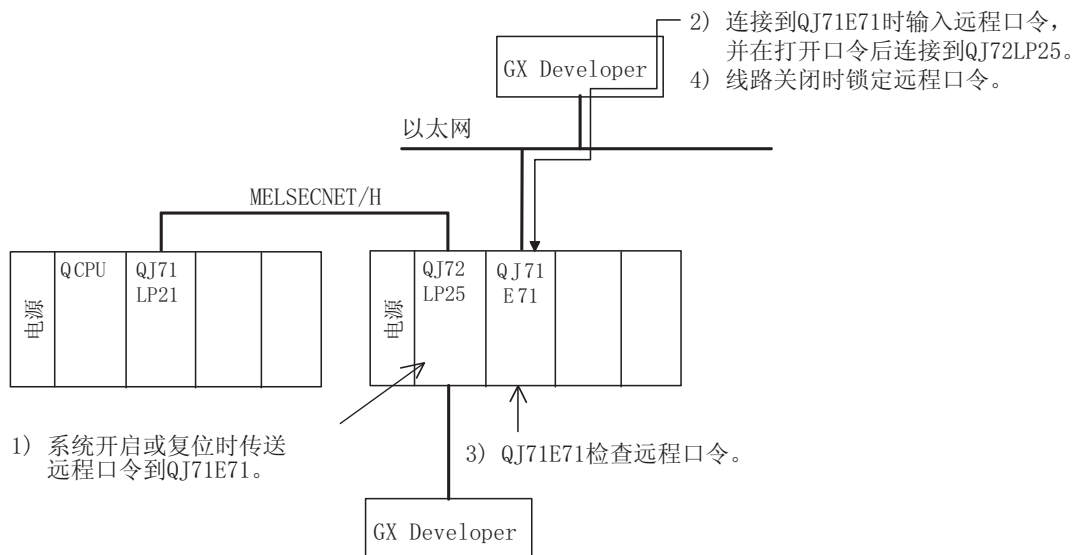 2) 连接到QJ71E71时输入远程口令,
并在打开口令后连接到QJ72LP25。
4) 线路关闭时锁定远程口令。
GX Developer
以太网
MELSECNET/H
电源
QCPU
QJ71
LP21
电源
QJ72
LP25
QJ71
E71
1) 系统开启或复位时传送
远程口令到QJ71E71。
3) QJ71E71检查远程口令。
GX Developer